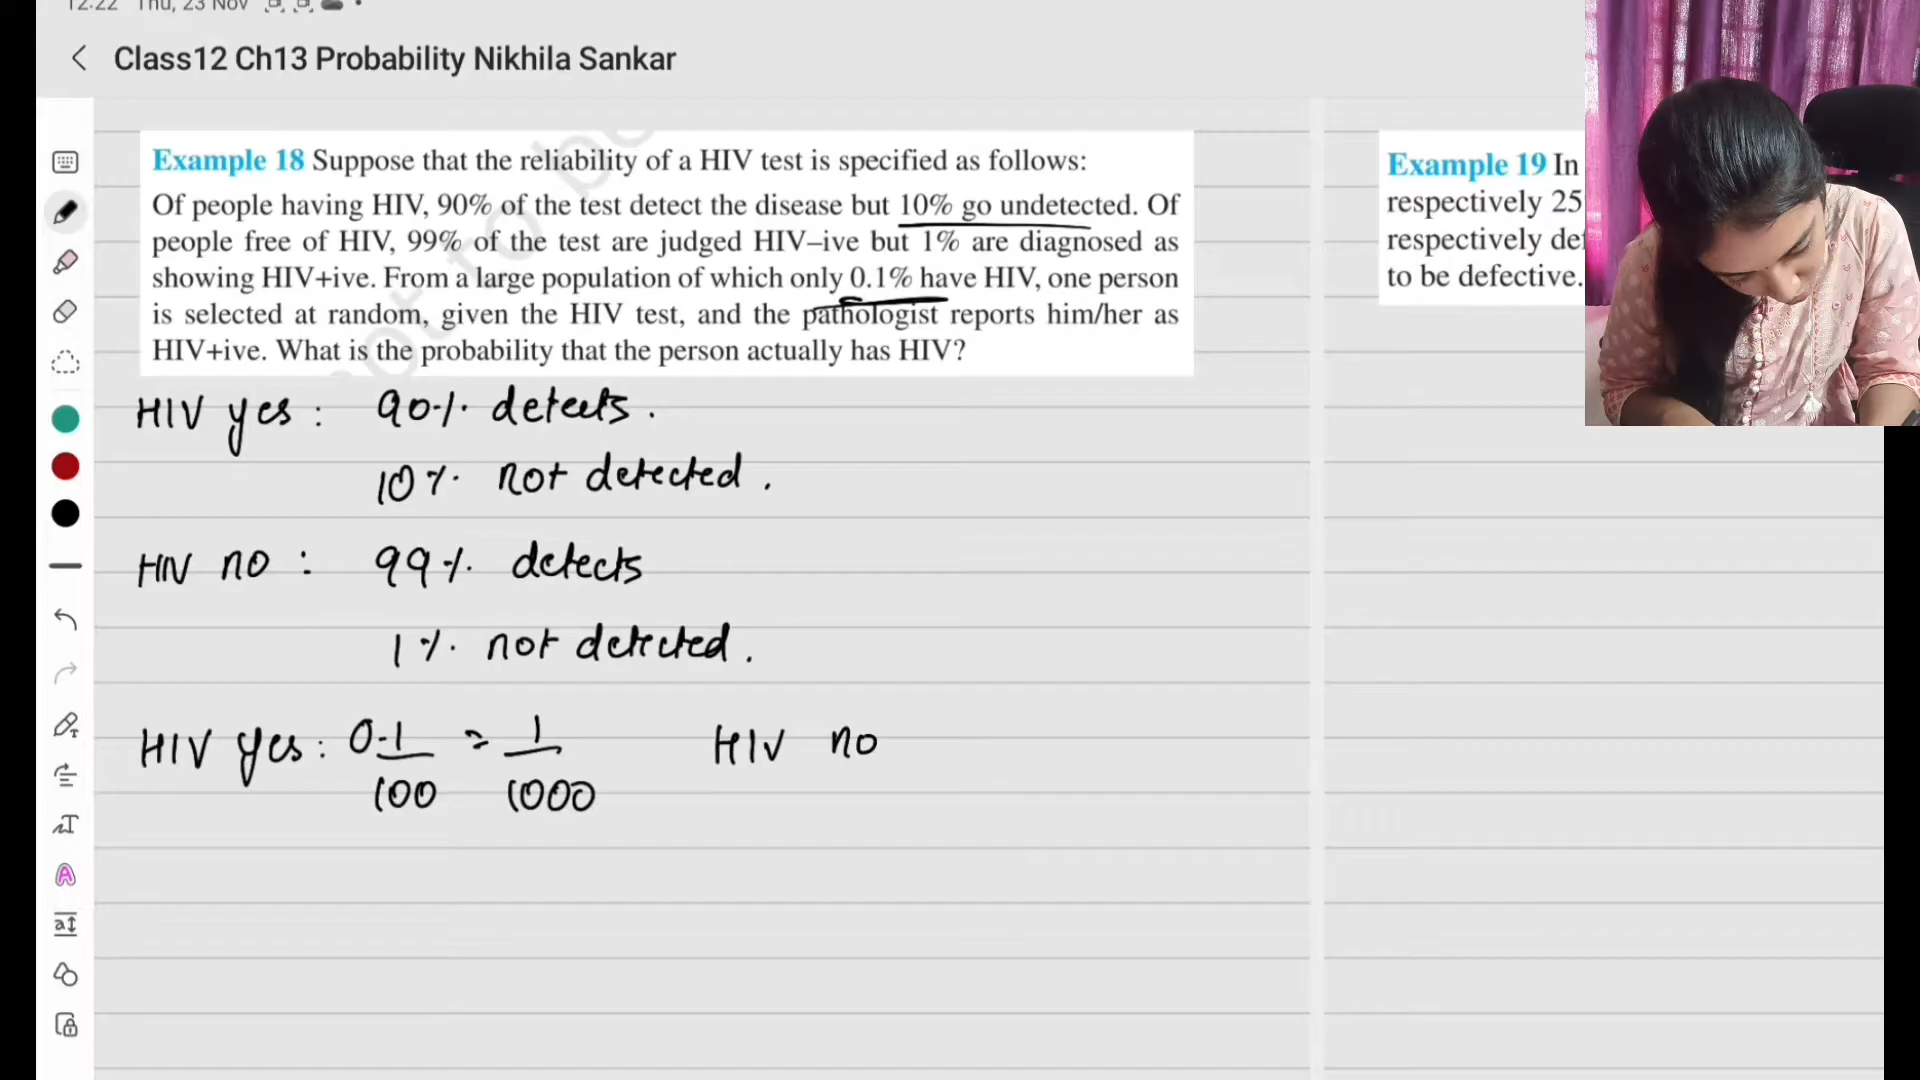 12:22 Thu, 23 Nov
Class12 Ch13 Probability Nikhila Sankar
Example 18 Suppose that the reliability of a HIV test is specified as follows:
Of people having HIV, 90% of the test detect the disease but 10% go undetected. Of
people free of HIV, 99% of the test are judged HIV–ive but 1% are diagnosed as
showing HIV+ive. From a large population of which only 0.1% have HIV, one person
is selected at random, given the HIV test, and the pathologist reports him/her as
HIV+ive. What is the probability that the person actually has HIV?
Example 19 In
respectively 25
respectively
to be defective.
HIV yes : 90% detects.
10% not detected.
HIV no : 99% detects
1% not detected.
HIV yes : 0.1/100 = 1/1000 HIV no